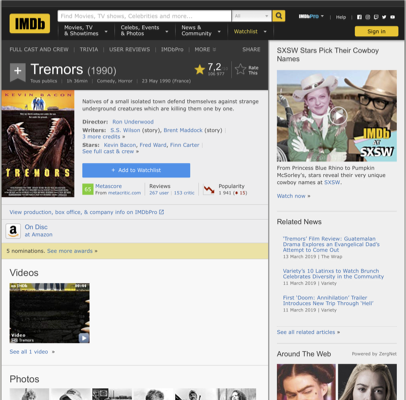 IMDb
Find Movies, TV shows, Celebrities and more...
All
IMDbPro
Help
Movies, TV
& Showtimes
Celebs, Events
& Photos
News &
Community
Watchlist
Sign in
FULL CAST AND CREW | TRIVIA | USER REVIEWS | IMDbPro | MORE
SHARE
Tremors (1990)
7,2
Rate
This
True publics | 1h 36min | Comedy, Horror | 23 May 1990 (France)
KEVIN BACON
TREMORS
Natives of a small isolated town defend themselves against strange
underground creatures which are killing them one by one.
Director: Ron Underwood
Writers: S.S. Wilson (story), Brent Maddock (story) |
3 more credits »
Stars: Kevin Bacon, Fred Ward, Finn Carter |
See full cast & crew »
+ Add to Watchlist
65
Metascore
From metacritic.com
Reviews
267 user | 153 critic
Popularity
1 941
View production, box office, & company info on IMDbPro
On Disc
at Amazon
5 nominations. See more awards »
Videos
Video
See all 1 video »
Photos
SXSW Stars Pick Their Cowboy
Names
IMDb
AT
SXSW
From Princess Blue Rhino to Pumpkin
McSorley's, stars reveal their very unique
cowboy names at SXSW.
Watch now »
Related News
'Tremors' Film Review: Guatemalan
Drama Explores an Evangelical Dad's
Attempt to Come Out
13 March 2019 | The Wrap
Variety's 10 Latinxs to Watch Brunch
Celebrates Diversity in the Community
11 March 2019 | Variety
First 'Doom: Annihilation' Trailer
Introduces New Trip Through 'Hell'
11 March 2019 | Variety
See all related articles »
Around The Web
Powered by ZergNet